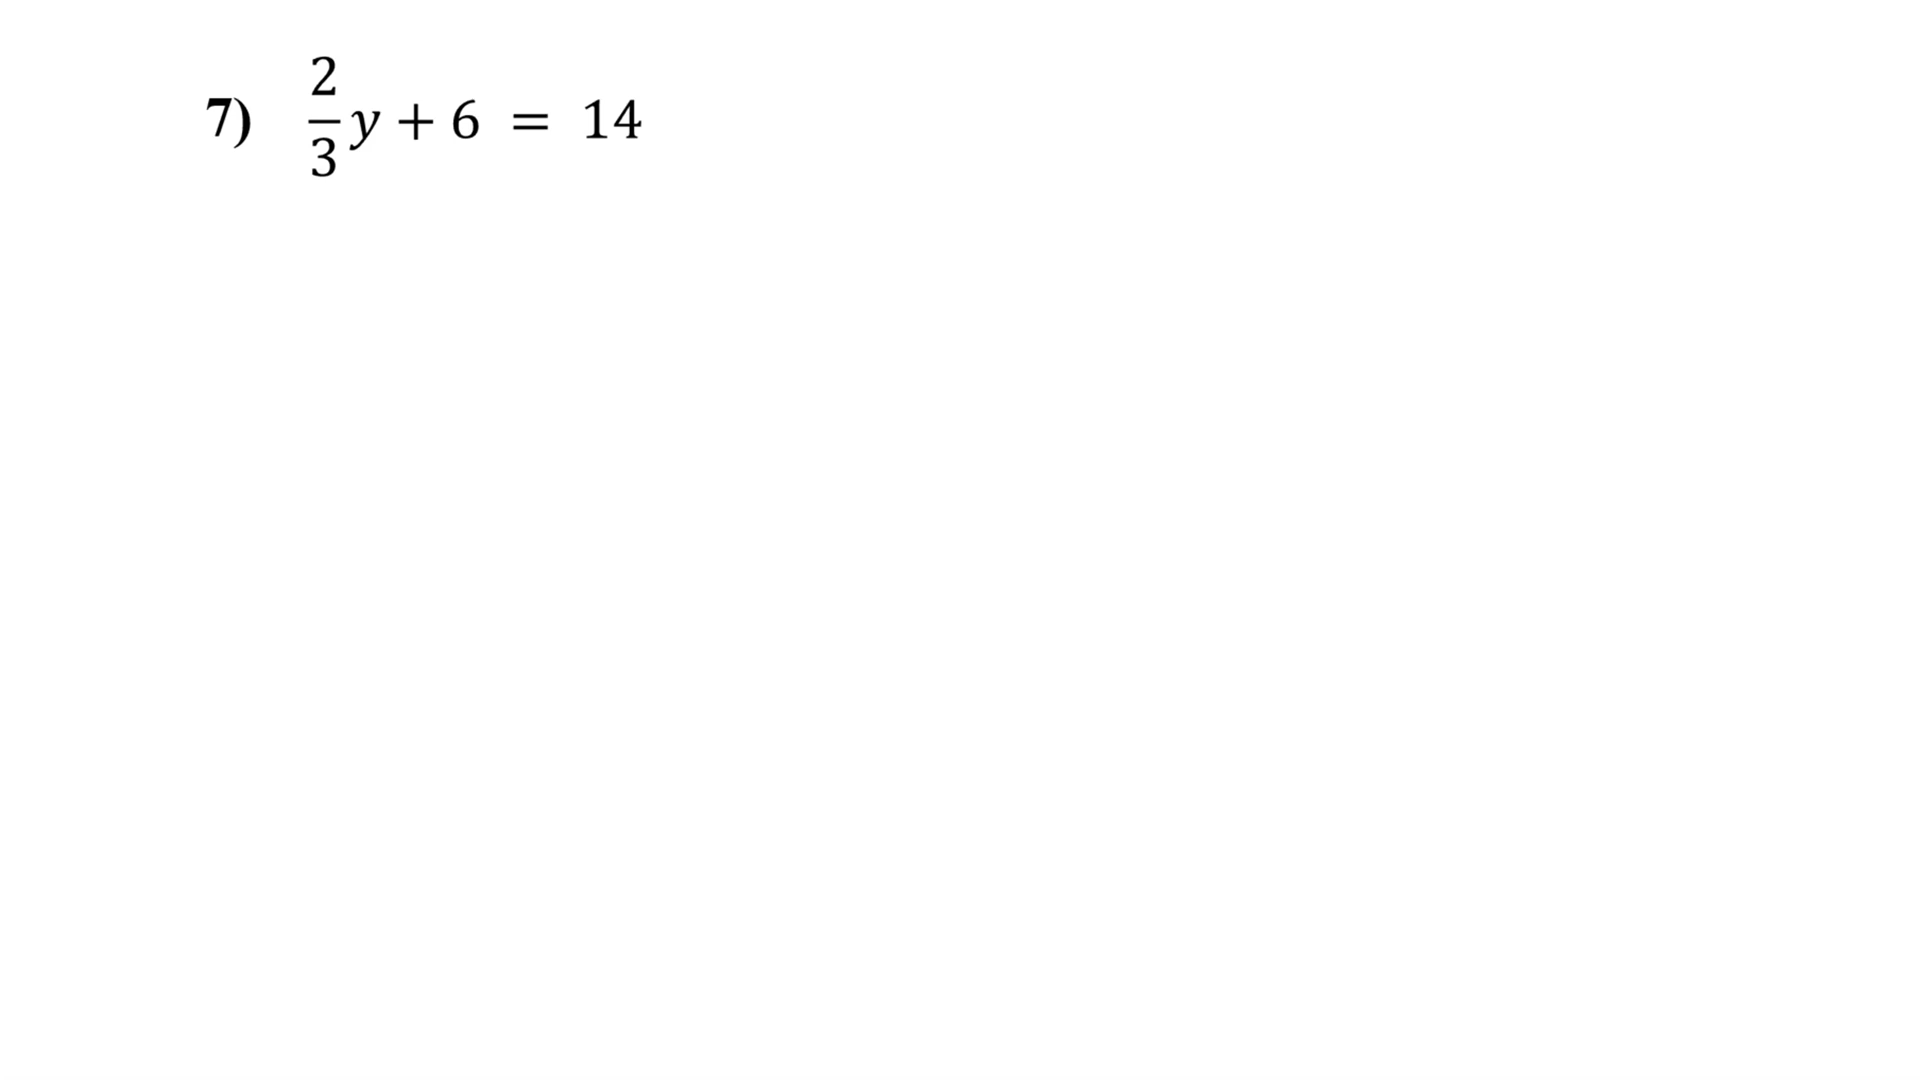 7) 2/3 y + 6 = 14